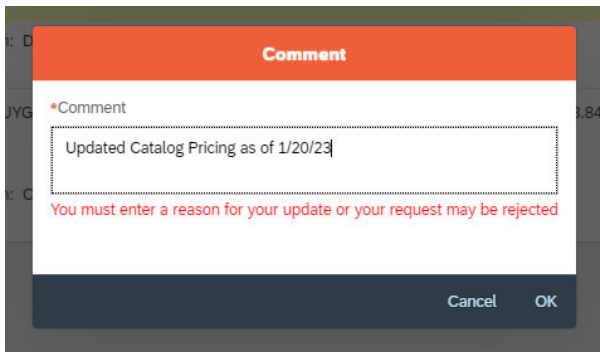 Comment
*Comment
Updated Catalog Pricing as of 1/20/23
You must enter a reason for your update or your request may be rejected
Cancel OK